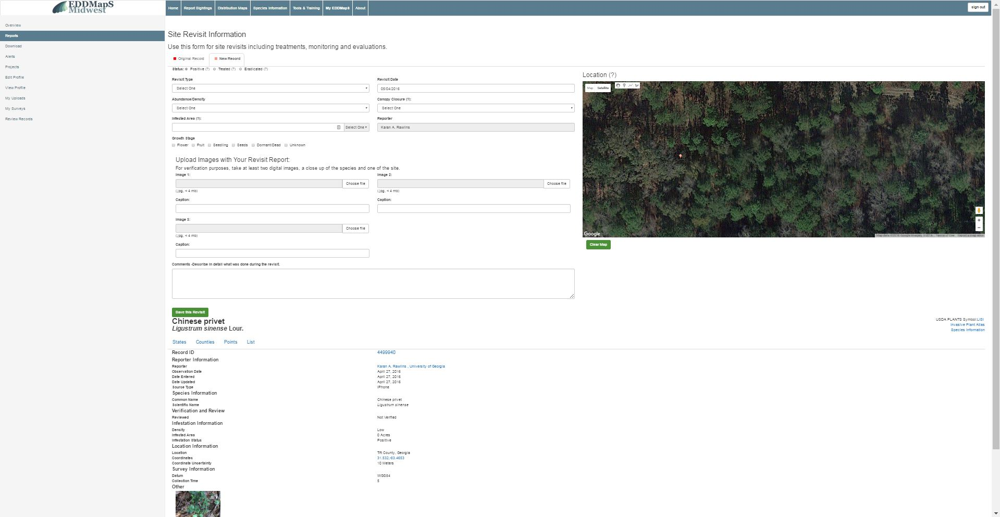 EDDMapS
Midwest
Home Report Sightings Distribution Maps Species Information Tools & Training My EDDMapS About sign out
Overview
Reports
Download
Alerts
Projects
Edit Profile
View Profile
My Uploads
My Surveys
Review Records
Site Revisit Information
Use this form for site revisits including treatments, monitoring and evaluations.
Original Record New Record
Status: Positive (?) Treated (?) Eradicated (?)
Revisit Type Revisit Date
Select One 05/04/2016
Abundance/Density Canopy Closure (?):
Select One Select One
Infested Area (?): Reporter
Select One Karan A. Rawlins
Growth Stage
Flower Fruit Seedling Seeds Dormant/Dead Unknown
Upload Images with Your Revisit Report:
For verification purposes, take at least two digital images, a close up of the species and one of the site.
Image 1: Image 2:
Choose file Choose file
(.jpg, < 4 mb) (.jpg, < 4 mb)
Caption: Caption:
Image 3:
Choose file
(.jpg, < 4 mb)
Caption:
Comments -Describe in detail what was done during the revisit.
Save this Revisit
Location (?)
Map Satellite
Google
Map data ©2016 Google Imagery ©2016 Terms of Use Report a map error
Clear Map
Chinese privet
Ligustrum sinense Lour.
USDA PLANTS Symbol:LISI
Invasive Plant Atlas
Species Information
States Counties Points List
Record ID 4499940
Reporter Information
Reporter Karan A. Rawlins , University of Georgia
Observation Date April 27, 2016
Date Entered April 27, 2016
Date Updated April 27, 2016
Source Type iPhone
Species Information
Common Name Chinese privet
Scientific Name Ligustrum sinense
Verification and Review
Reviewed Not Verified
Infestation Information
Density Low
Infested Area 0 Acres
Infestation Status Positive
Location Information
Location Tift County, Georgia
Coordinates 31.532,-83.4653
Coordinate Uncertainty 10 Meters
Survey Information
Datum WGS84
Collection Time 5
Other